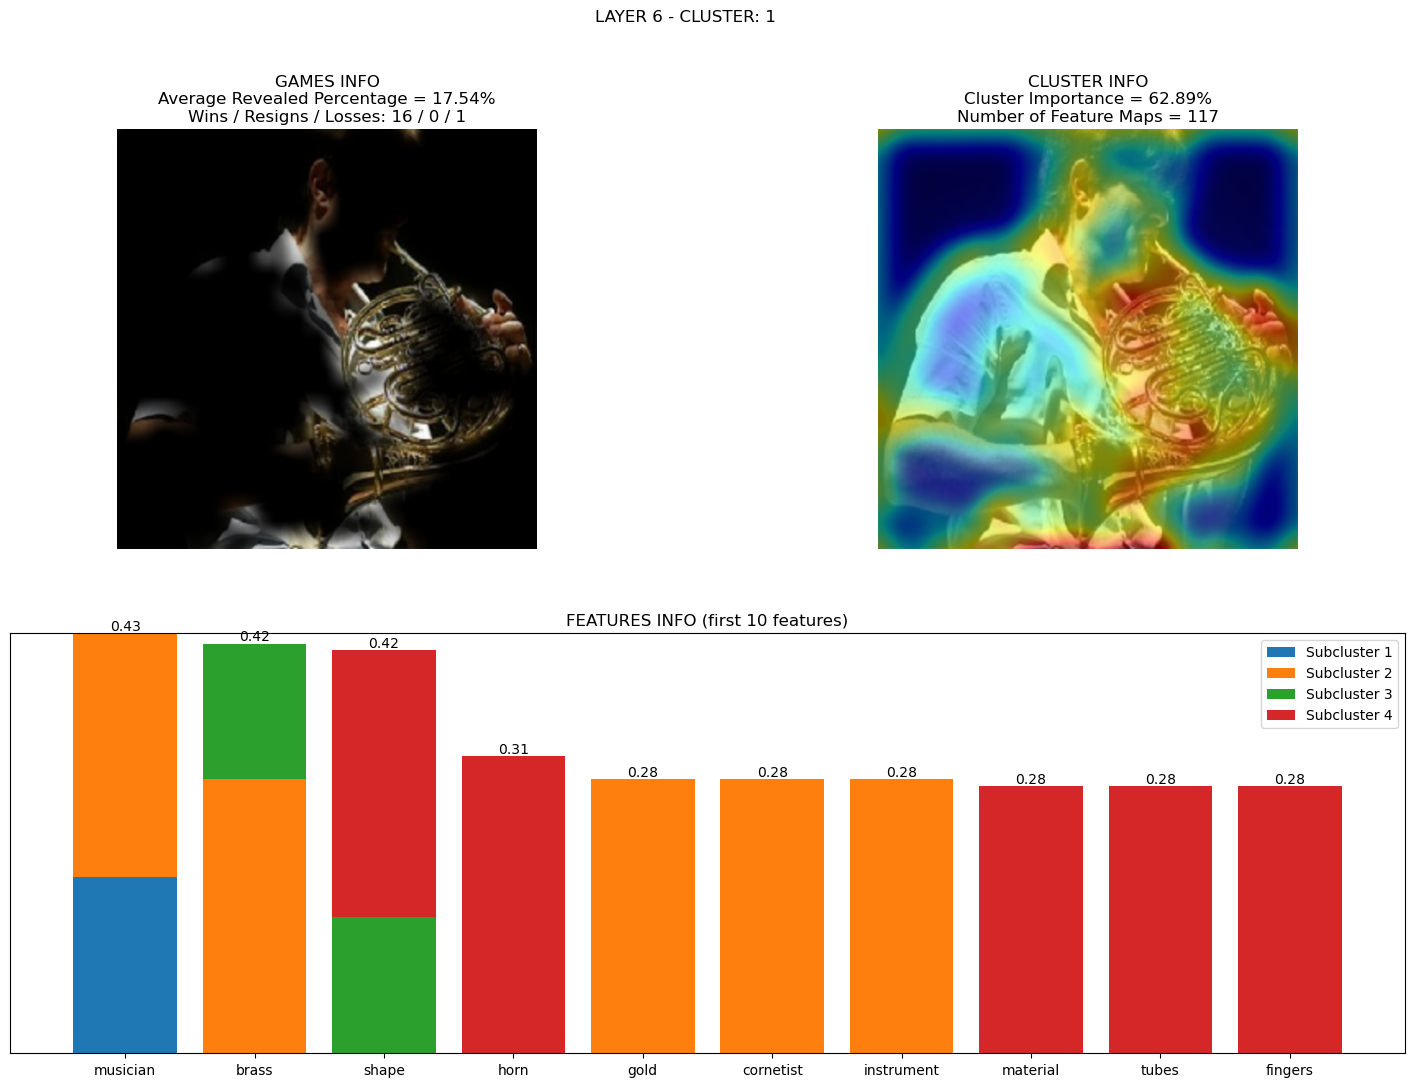 LAYER 6 - CLUSTER: 1
GAMES INFO
Average Revealed Percentage = 17.54%
Wins / Resigns / Losses: 16 / 0 / 1
CLUSTER INFO
Cluster Importance = 62.89%
Number of Feature Maps = 117
FEATURES INFO (first 10 features)
0.43
0.42
0.42
0.31
0.28
0.28
0.28
0.28
0.28
0.28
Subcluster 1
Subcluster 2
Subcluster 3
Subcluster 4
musician
brass
shape
horn
gold
cornetist
instrument
material
tubes
fingers